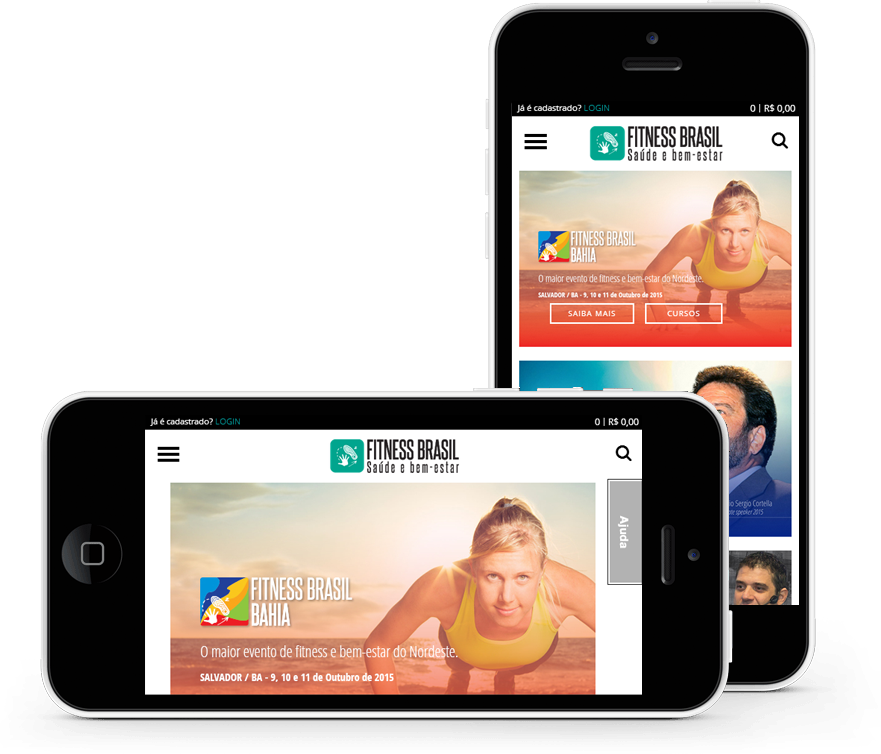 Já é cadastrado? LOGIN
0 | R$ 0,00
FITNESS BRASIL
Saúde e bem-estar
FITNESS BRASIL
BAHIA
O maior evento de fitness e bem-estar do Nordeste.
SALVADOR / BA - 9, 10 e 11 de Outubro de 2015
SAIBA MAIS
CURSOS
Sergio Cortella
speaker 2015
Já é cadastrado? LOGIN
0 | R$ 0,00
FITNESS BRASIL
Saúde e bem-estar
Ajuda
FITNESS BRASIL
BAHIA
O maior evento de fitness e bem-estar do Nordeste.
SALVADOR / BA - 9, 10 e 11 de Outubro de 2015